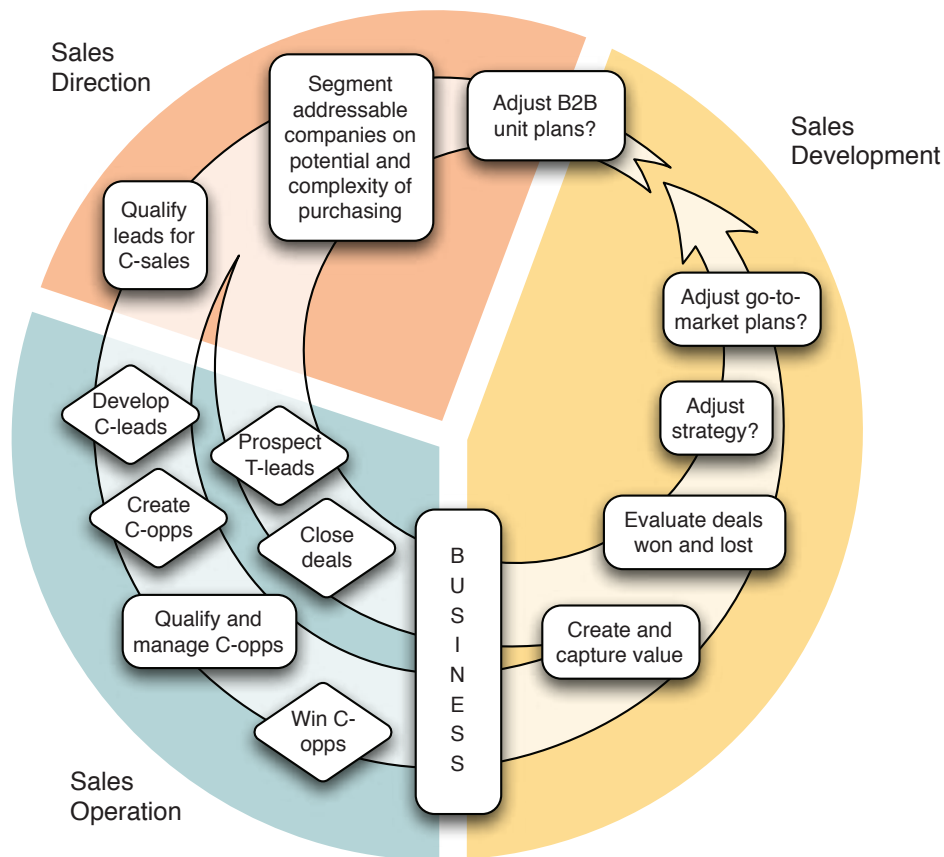 Sales
Direction
Segment
addressable
companies on
potential and
complexity of
purchasing
Adjust B2B
unit plans?
Sales
Development
Qualify
leads for
C-sales
Adjust go-to-
market plans?
Develop
C-leads
Adjust
strategy?
Prospect
T-leads
Create
C-opps
Close
deals
Evaluate deals
won and lost
B
U
S
I
N
E
S
S
Qualify and
manage C-opps
Create and
capture value
Win C-
opps
Sales
Operation